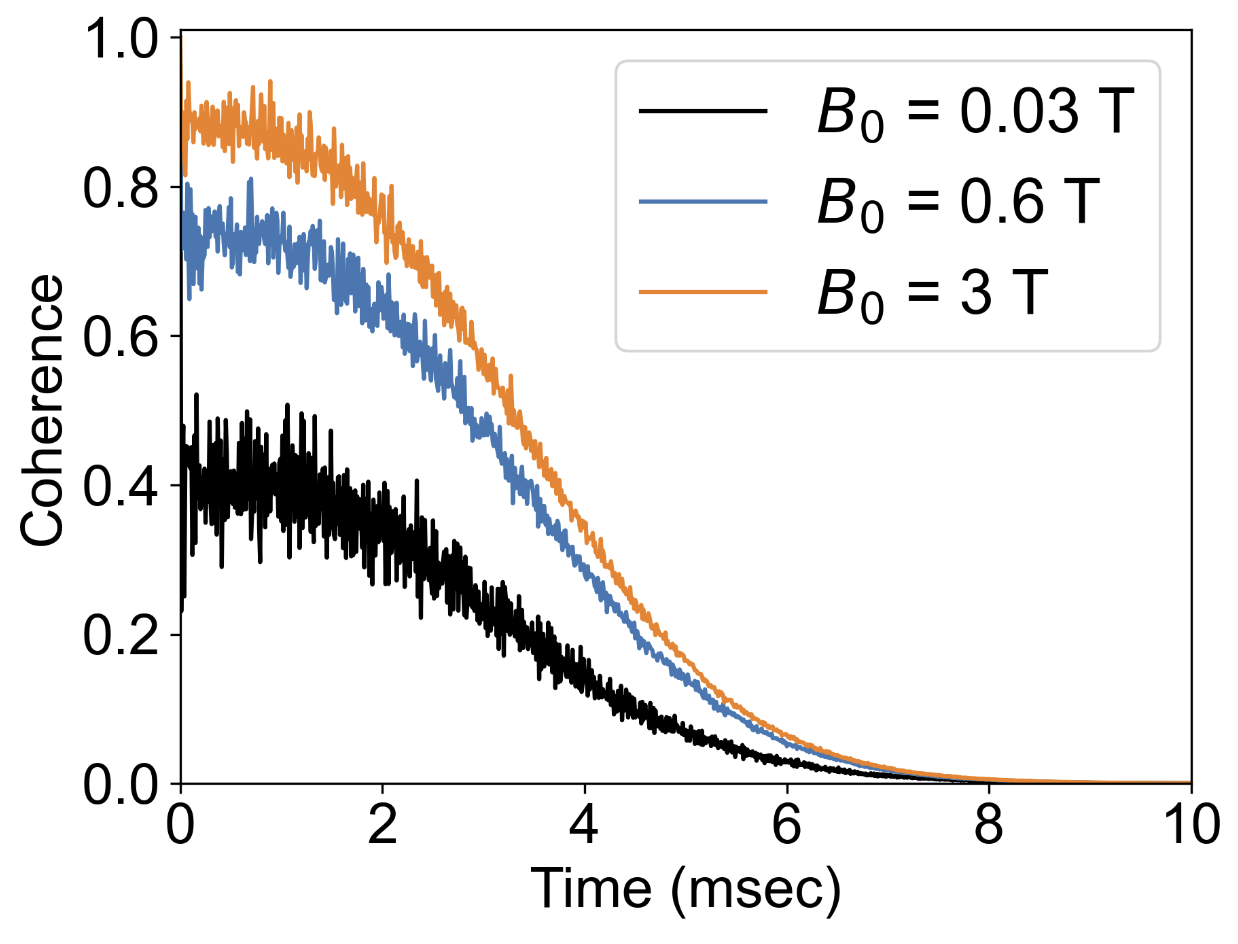 1.0
0.8
0.6
0.4
0.2
0.0
Coherence
B₀ = 0.03 T
B₀ = 0.6 T
B₀ = 3 T
0 2 4 6 8 10
Time (msec)